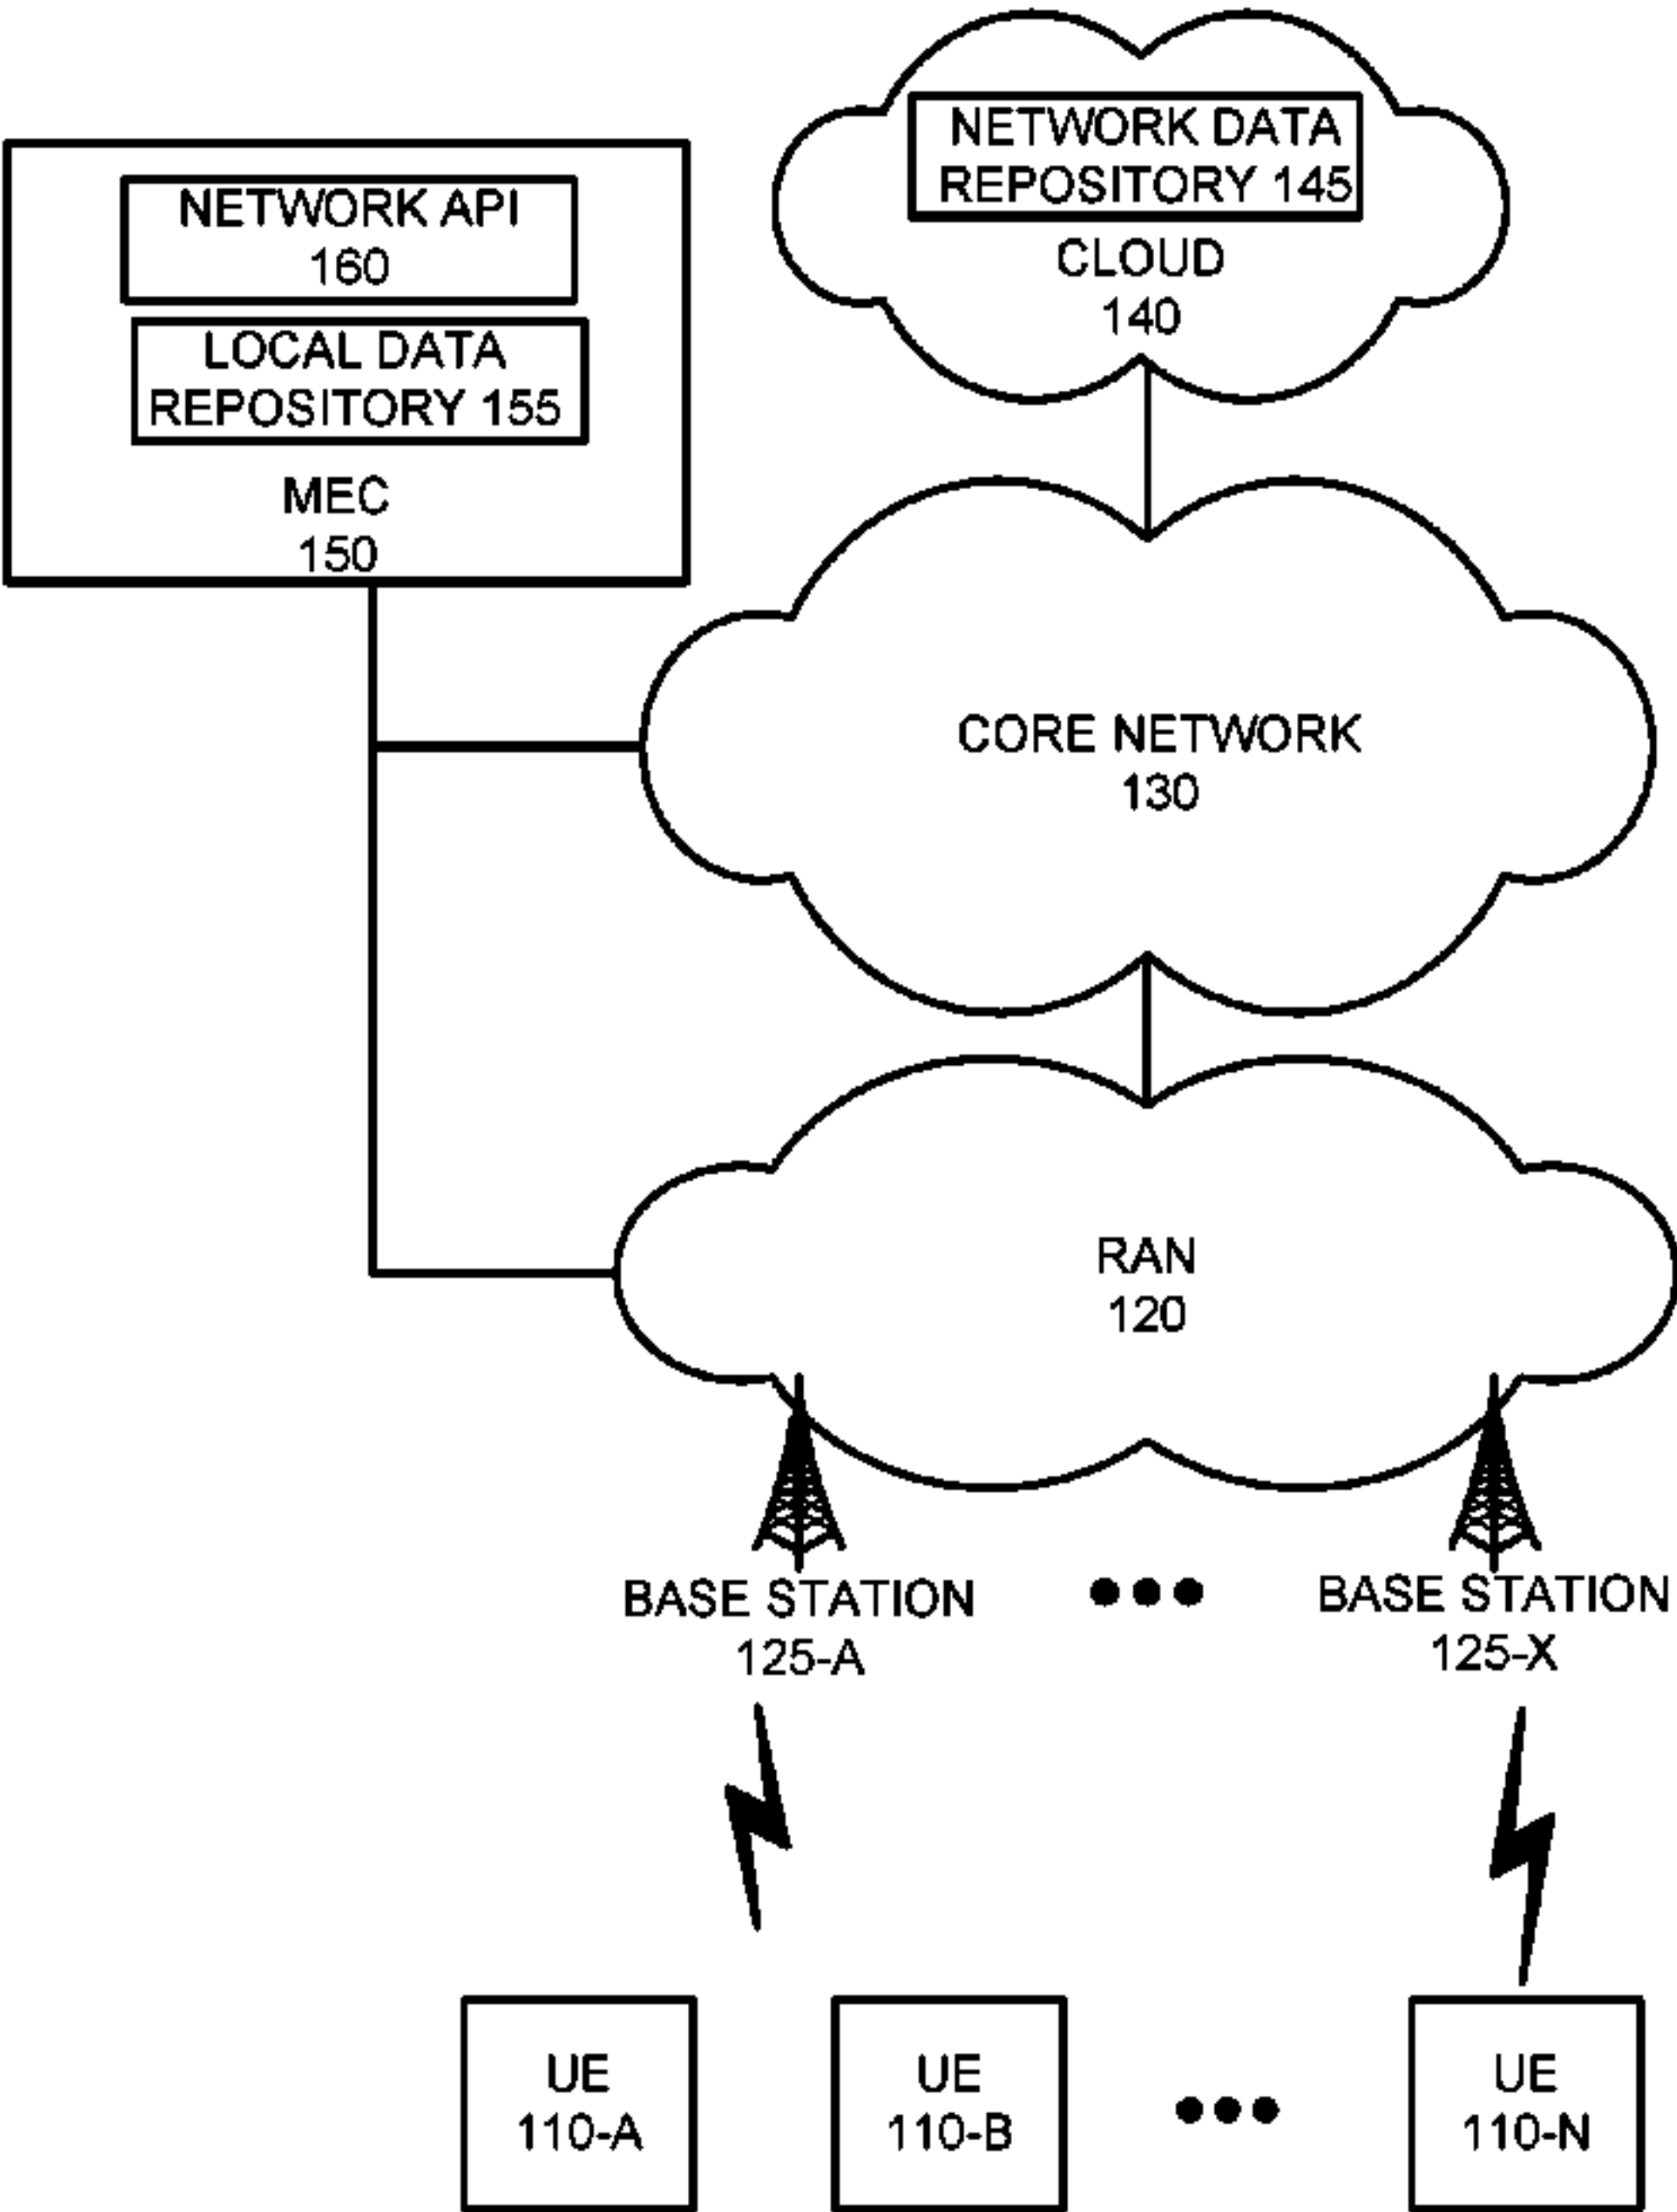 NETWORK DATA
REPOSITORY 145
CLOUD
140
NETWORK API
160
LOCAL DATA
REPOSITORY 155
MEC
150
CORE NETWORK
130
RAN
120
BASE STATION
125-A
BASE STATION
125-X
UE
110-A
UE
110-B
UE
110-N